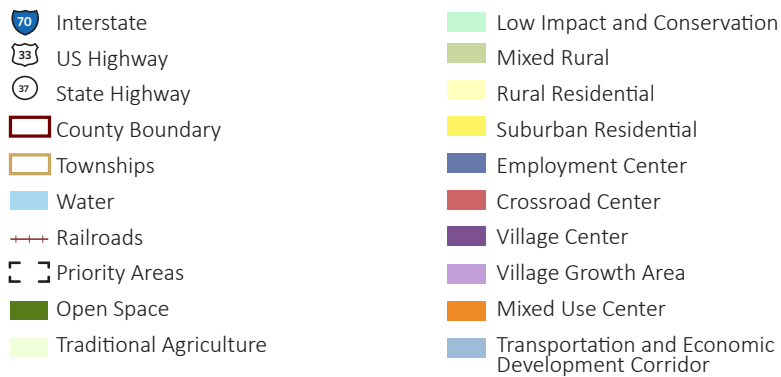 70 Interstate
33 US Highway
37 State Highway
County Boundary
Townships
Water
Railroads
Priority Areas
Open Space
Traditional Agriculture
Low Impact and Conservation
Mixed Rural
Rural Residential
Suburban Residential
Employment Center
Crossroad Center
Village Center
Village Growth Area
Mixed Use Center
Transportation and Economic
Development Corridor